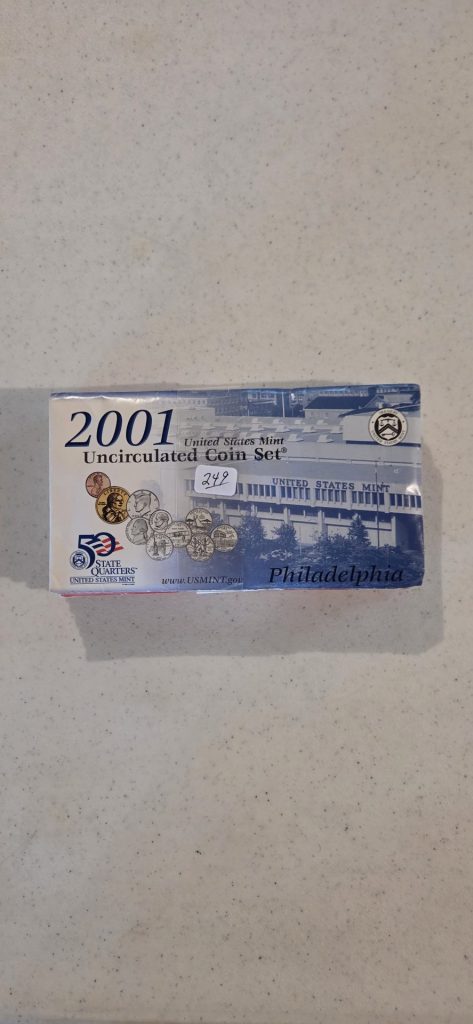 2001
United States Mint
Uncirculated Coin Set®
249
UNITED STATES MINT
50
STATE
QUARTERS™
UNITED STATES MINT
www.USMINT.gov
Philadelphia